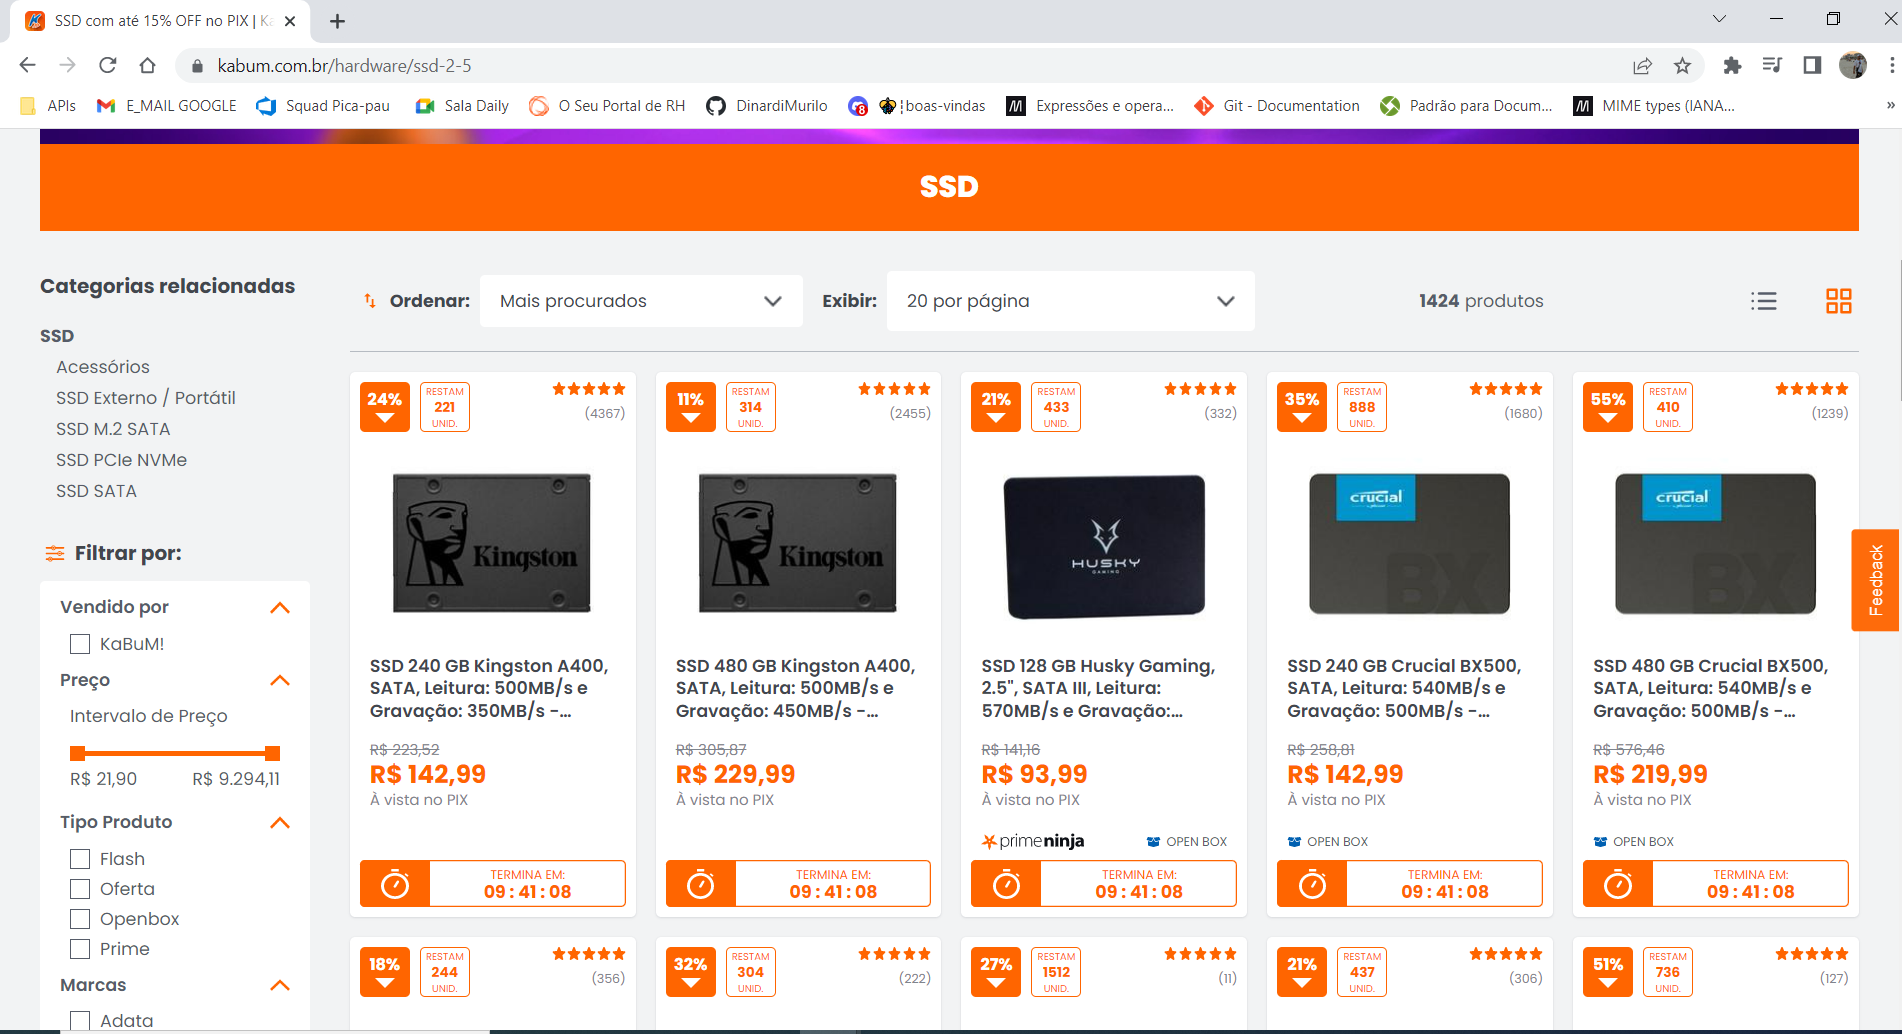 SSD com até 15% OFF no PIX | Ka
kabum.com.br/hardware/ssd-2-5
APIs
E_MAIL GOOGLE
Squad Pica-pau
Sala Daily
O Seu Portal de RH
DinardiMurilo
8
¦boas-vindas
M
Expressões e opera...
Git - Documentation
Padrão para Docum...
M
MIME types (IANA...
»
SSD
Categorias relacionadas
SSD
Acessórios
SSD Externo / Portátil
SSD M.2 SATA
SSD PCIe NVMe
SSD SATA
Filtrar por:
Vendido por
KaBuM!
Preço
Intervalo de Preço
R$ 21,90
R$ 9.294,11
Tipo Produto
Flash
Oferta
Openbox
Prime
Marcas
Adata
Ordenar:
Mais procurados
Exibir:
20 por página
1424 produtos
24%
RESTAM
221
UNID.
(4367)
Kingston
SSD 240 GB Kingston A400,
SATA, Leitura: 500MB/s e
Gravação: 350MB/s -...
R$ 223,52
R$ 142,99
À vista no PIX
TERMINA EM:
09 : 41 : 08
11%
RESTAM
314
UNID.
(2455)
Kingston
SSD 480 GB Kingston A400,
SATA, Leitura: 500MB/s e
Gravação: 450MB/s -...
R$ 305,87
R$ 229,99
À vista no PIX
TERMINA EM:
09 : 41 : 08
21%
RESTAM
433
UNID.
(332)
HUSKY
GAMING
SSD 128 GB Husky Gaming,
2.5", SATA III, Leitura:
570MB/s e Gravação:...
R$ 141,16
R$ 93,99
À vista no PIX
primeninja
OPEN BOX
TERMINA EM:
09 : 41 : 08
35%
RESTAM
888
UNID.
(1680)
crucial
BX
SSD 240 GB Crucial BX500,
SATA, Leitura: 540MB/s e
Gravação: 500MB/s -...
R$ 258,81
R$ 142,99
À vista no PIX
OPEN BOX
TERMINA EM:
09 : 41 : 08
55%
RESTAM
410
UNID.
(1239)
crucial
BX
SSD 480 GB Crucial BX500,
SATA, Leitura: 540MB/s e
Gravação: 500MB/s -...
R$ 576,46
R$ 219,99
À vista no PIX
OPEN BOX
TERMINA EM:
09 : 41 : 08
Feedback
18%
RESTAM
244
UNID.
(356)
32%
RESTAM
304
UNID.
(222)
27%
RESTAM
1512
UNID.
(11)
21%
RESTAM
437
UNID.
(306)
51%
RESTAM
736
UNID.
(127)